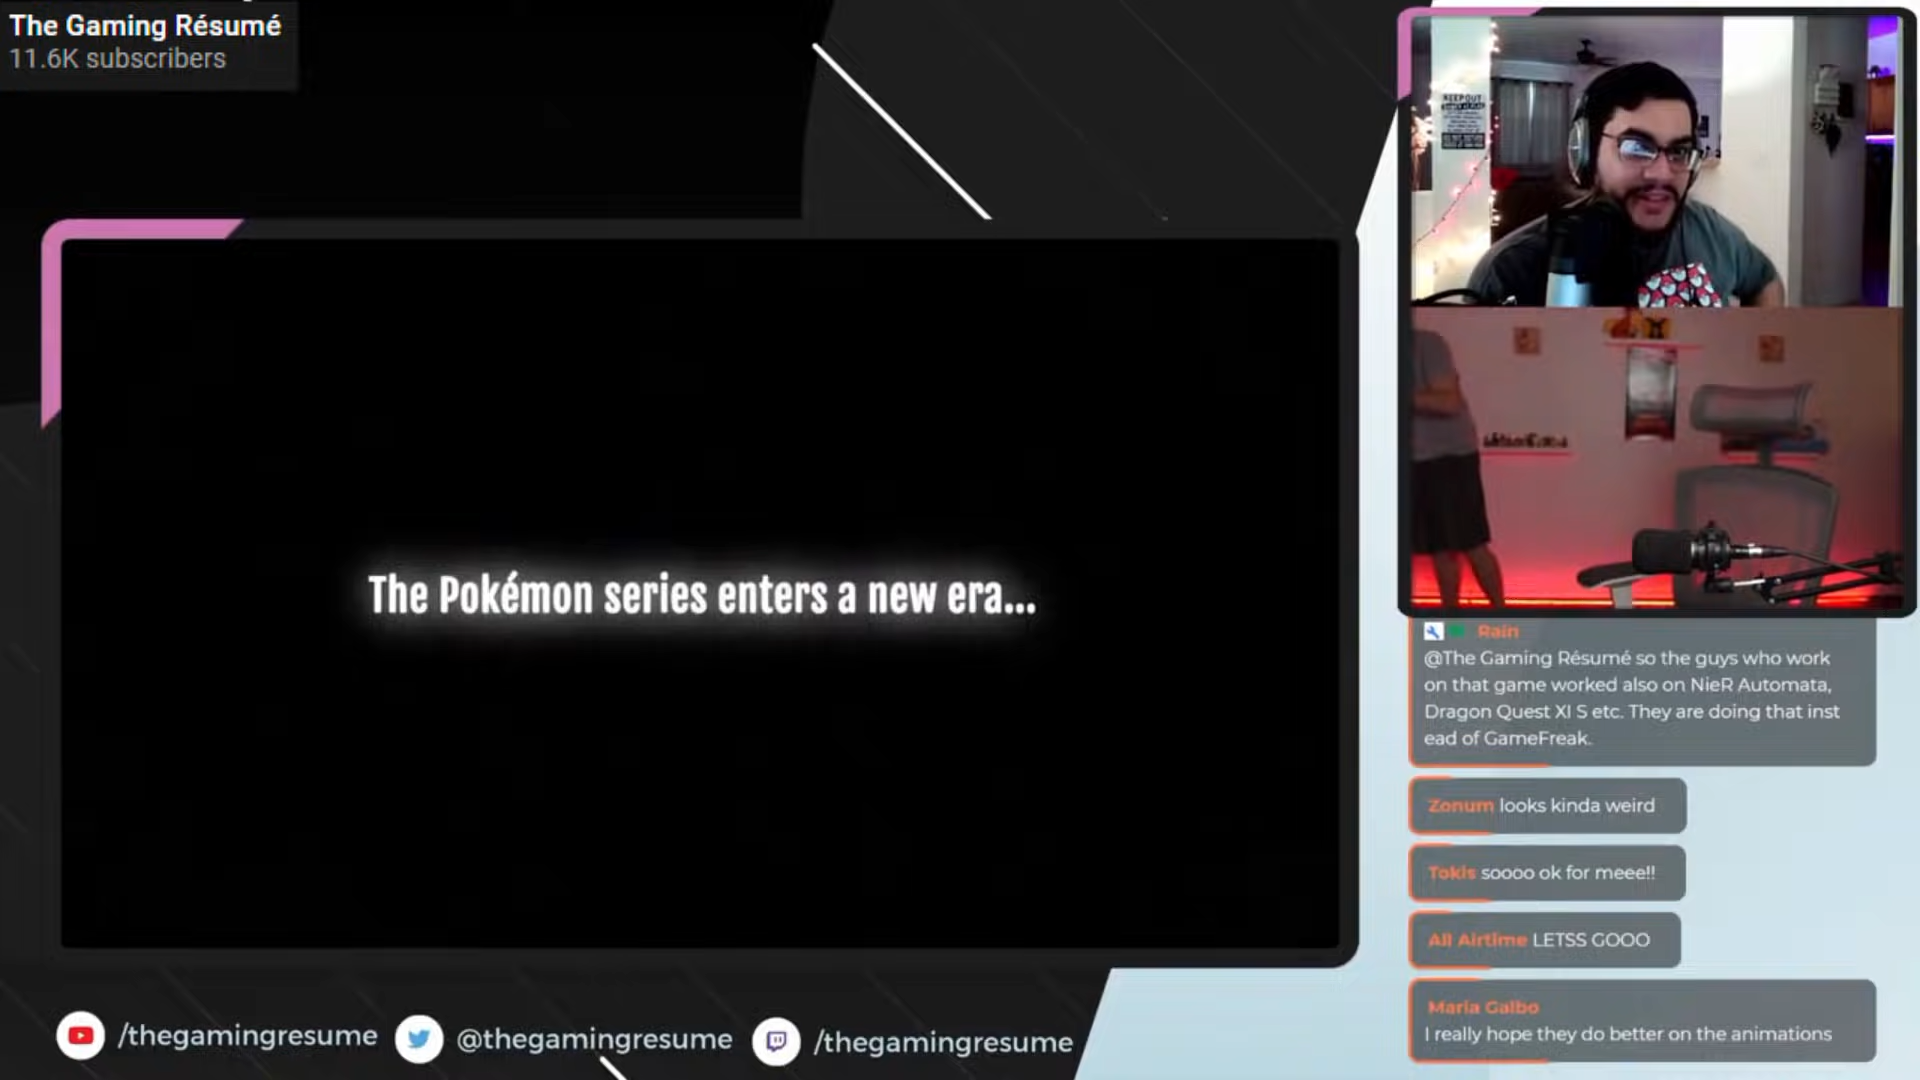 The Gaming Résumé
11.6K subscribers
KEEP OUT
The Pokémon series enters a new era...
Rain
@The Gaming Résumé so the guys who work
on that game worked also on NieR Automata,
Dragon Quest XI S etc. They are doing that inst
ead of GameFreak.
Zonum looks kinda weird
Tokis soooo ok for meee!!
All Airtime LETSS GOOO
Maria Galbo
I really hope they do better on the animations
/thegamingresume
@thegamingresume
/thegamingresume